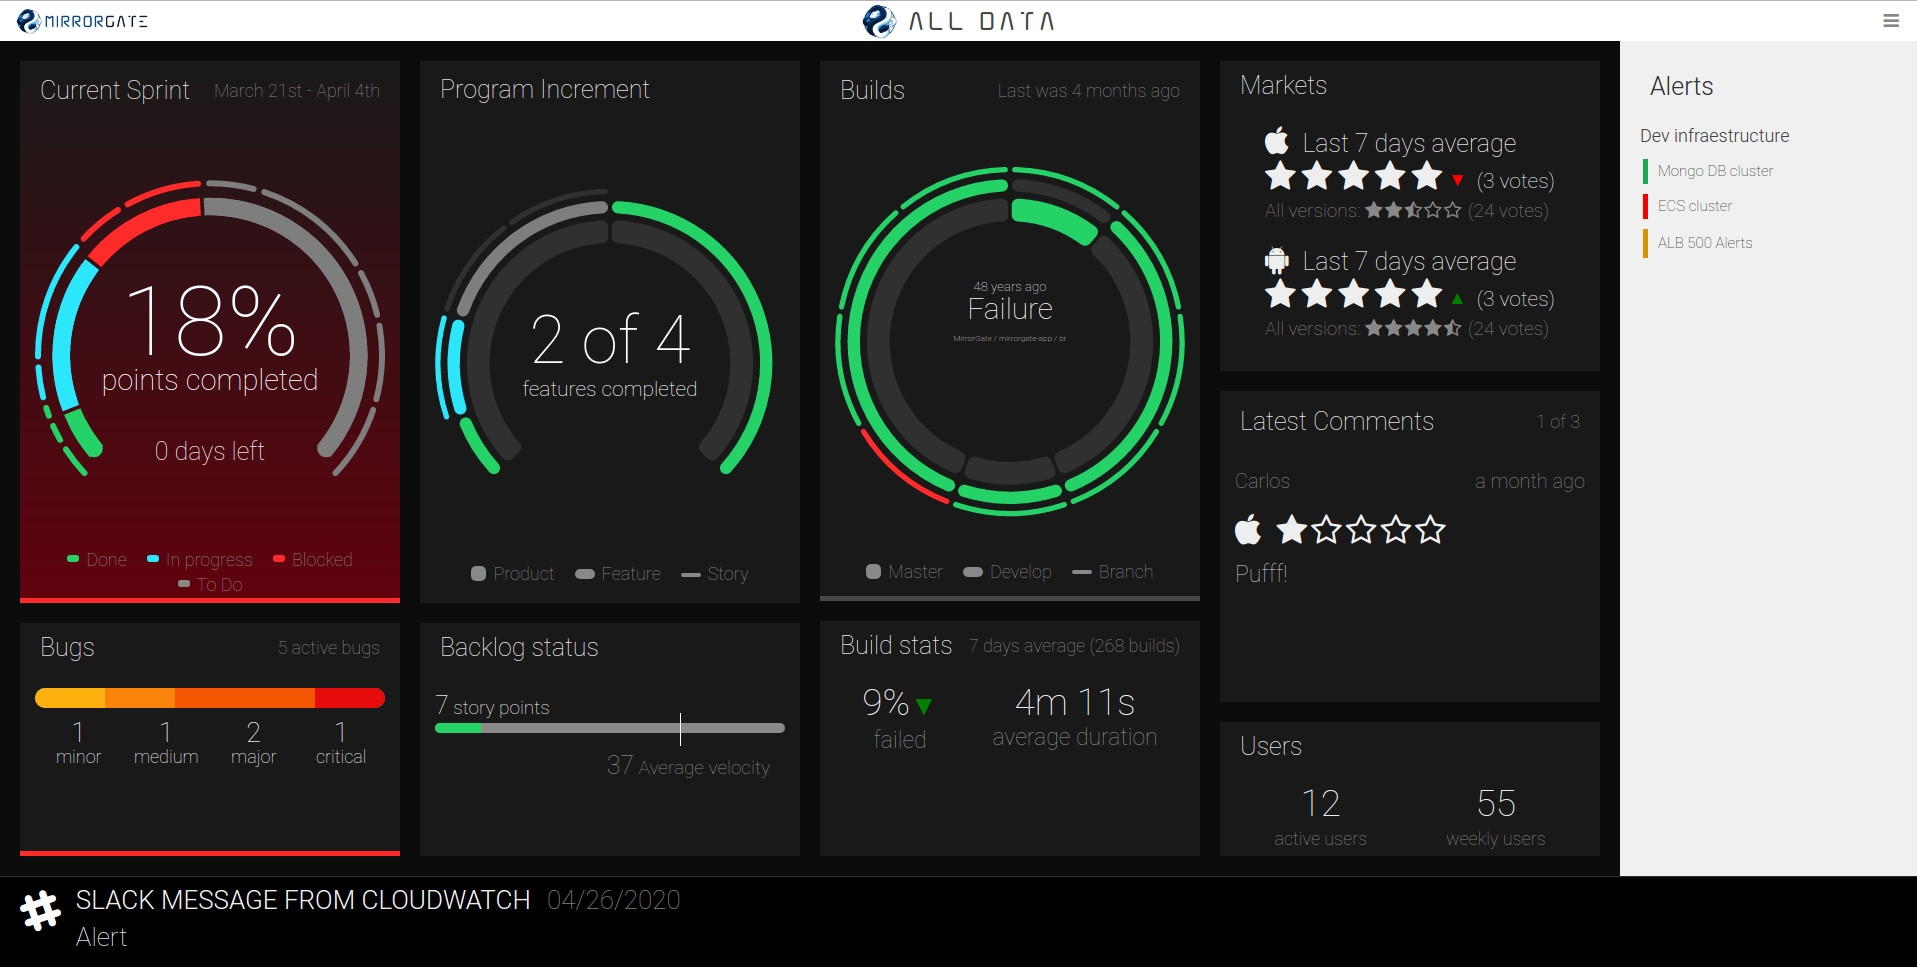 MIRRORGATE
ALL DATA
Current Sprint March 21st - April 4th
18%
points completed
0 days left
Done In progress Blocked
To Do
Program Increment
2 of 4
features completed
Product Feature Story
Builds Last was 4 months ago
48 years ago
Failure
MirrorGate / mirrorgate-app / br
Master Develop Branch
Markets
Last 7 days average
(3 votes)
All versions: (24 votes)
Last 7 days average
(3 votes)
All versions: (24 votes)
Latest Comments 1 of 3
Carlos a month ago
Pufff!
Bugs 5 active bugs
1 1 2 1
minor medium major critical
Backlog status
7 story points
37 Average velocity
Build stats 7 days average (268 builds)
9% 4m 11s
failed average duration
Users
12 55
active users weekly users
Alerts
Dev infraestructure
Mongo DB cluster
ECS cluster
ALB 500 Alerts
SLACK MESSAGE FROM CLOUDWATCH 04/26/2020
Alert